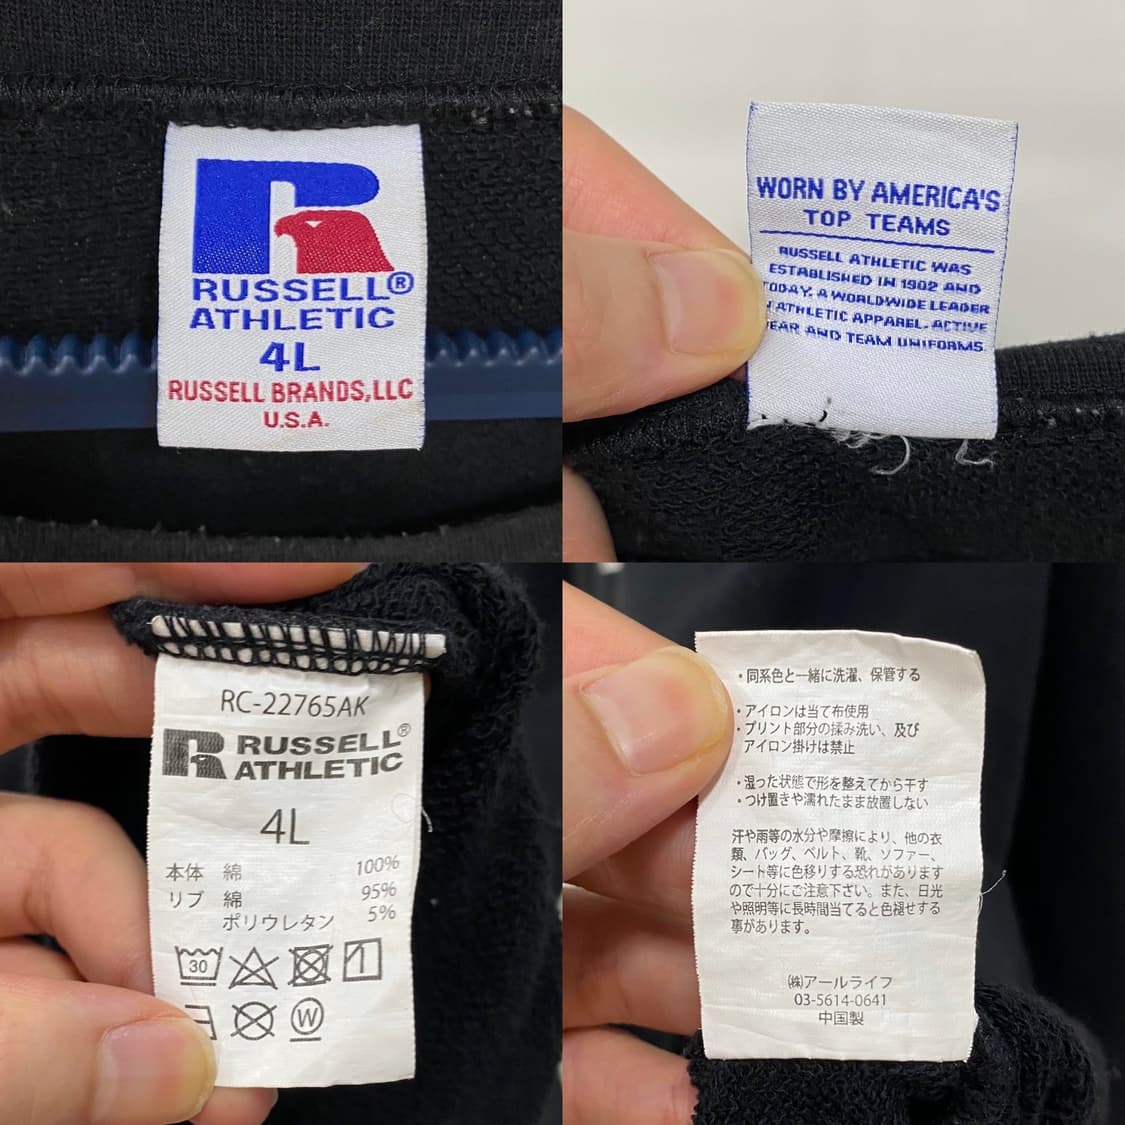 RUSSELL®
ATHLETIC
4L
RUSSELL BRANDS,LLC
U.S.A.
WORN BY AMERICA'S
TOP TEAMS
RUSSELL ATHLETIC WAS
ESTABLISHED IN 1902 AND
TODAY, A WORLDWIDE LEADER
ATHLETIC APPAREL, ACTIVE
EAR AND TEAM UNIFORMS.
RC-22765AK
RUSSELL®
ATHLETIC
4L
本体 綿 100%
リブ 綿 95%
ポリウレタン 5%
30
W
・同系色と一緒に洗濯、保管する
・アイロンは当て布使用
・プリント部分の揉み洗い、及び
アイロン掛けは禁止
・湿った状態で形を整えてから干す
・つけ置きや濡れたまま放置しない
汗や雨等の水分や摩擦により、他の衣
類、バッグ、ベルト、靴、ソファー、
シート等に色移りする恐れがあります
ので十分にご注意下さい。また、日光
や照明等に長時間当てると色褪せする
事があります。
㈱アールライフ
03-5614-0641
中国製